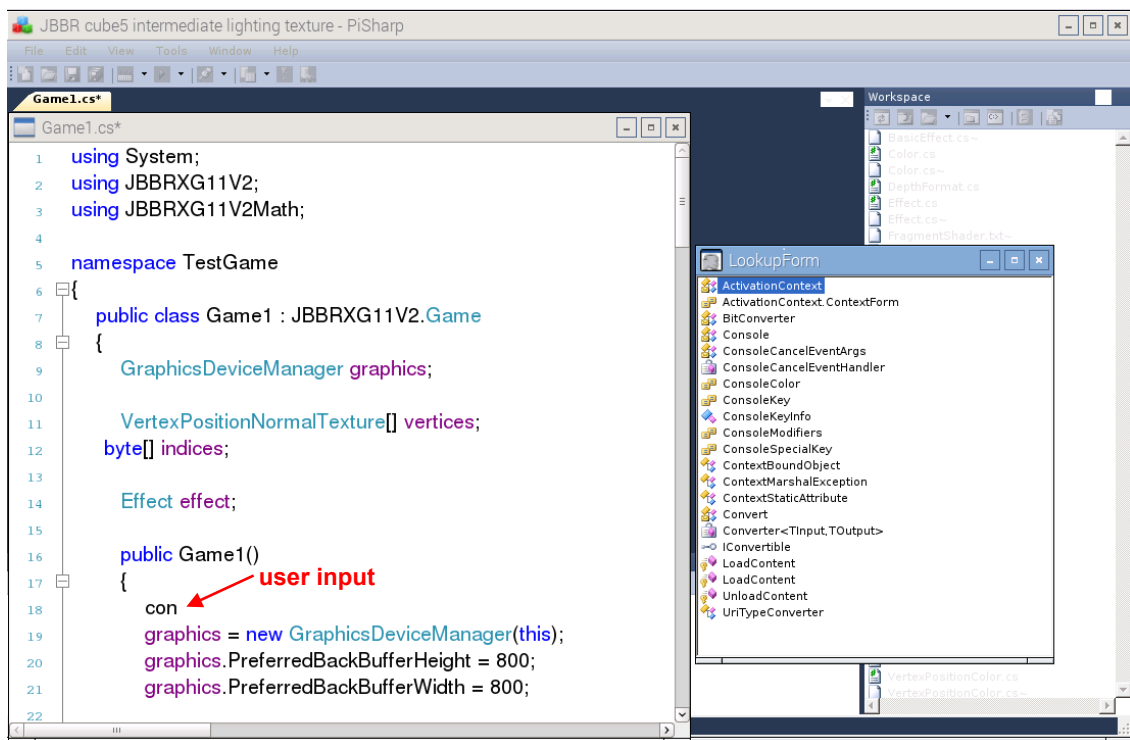 JBBR cube5 intermediate lighting texture - PiSharp
File Edit View Tools Window Help
Game1.cs*
Game1.cs*
1 using System;
2 using JBBRXG11V2;
3 using JBBRXG11V2Math;
4
5 namespace TestGame
6 {
7 public class Game1 : JBBRXG11V2.Game
8 {
9 GraphicsDeviceManager graphics;
10
11 VertexPositionNormalTexture[] vertices;
12 byte[] indices;
13
14 Effect effect;
15
16 public Game1()
17 {
user input
18 con
19 graphics = new GraphicsDeviceManager(this);
20 graphics.PreferredBackBufferHeight = 800;
21 graphics.PreferredBackBufferWidth = 800;
22
Workspace
BasicEffect.cs~
Color.cs
Color.cs~
DepthFormat.cs
Effect.cs
Effect.cs~
FragmentShader.txt~
LookupForm
ActivationContext
ActivationContext.ContextForm
BitConverter
Console
ConsoleCancelEventArgs
ConsoleCancelEventHandler
ConsoleColor
ConsoleKey
ConsoleKeyInfo
ConsoleModifiers
ConsoleSpecialKey
ContextBoundObject
ContextMarshalException
ContextStaticAttribute
Convert
Converter<TInput,TOutput>
IConvertible
LoadContent
LoadContent
UnloadContent
UriTypeConverter
VertexPositionColor.cs
VertexPositionColor.cs~